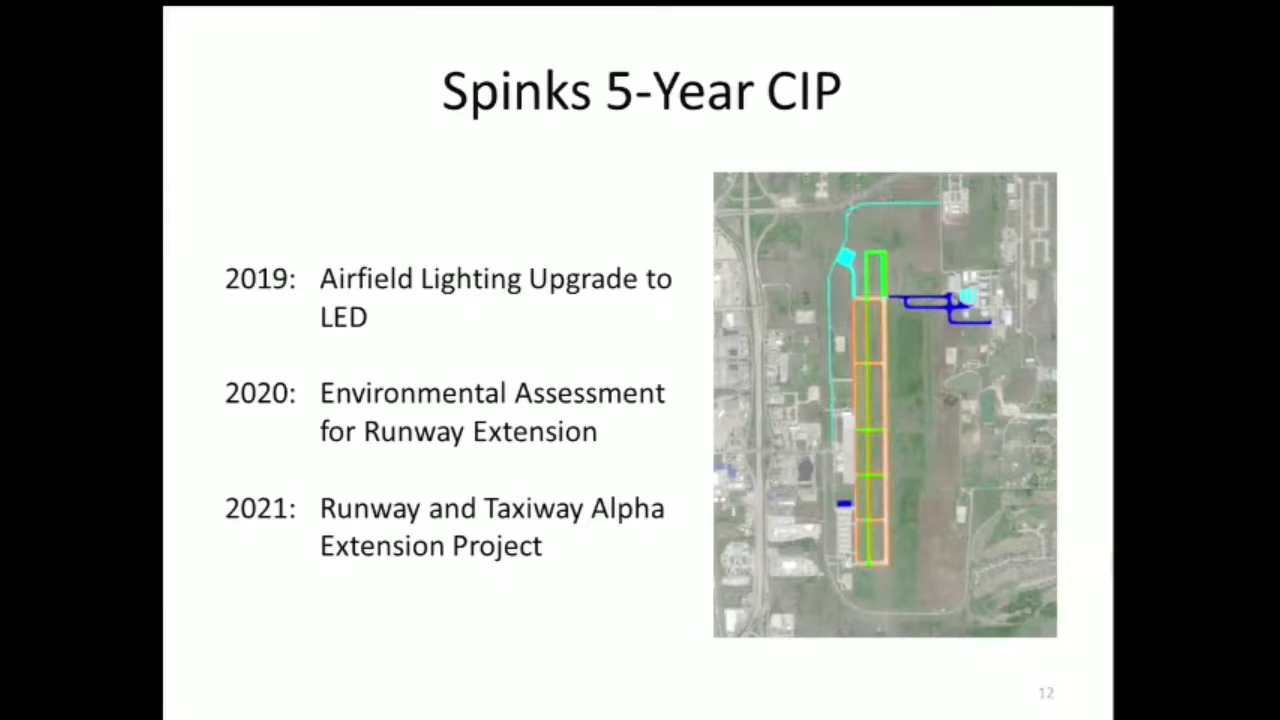 Spinks 5-Year CIP
2019: Airfield Lighting Upgrade to
LED
2020: Environmental Assessment
for Runway Extension
2021: Runway and Taxiway Alpha
Extension Project
12